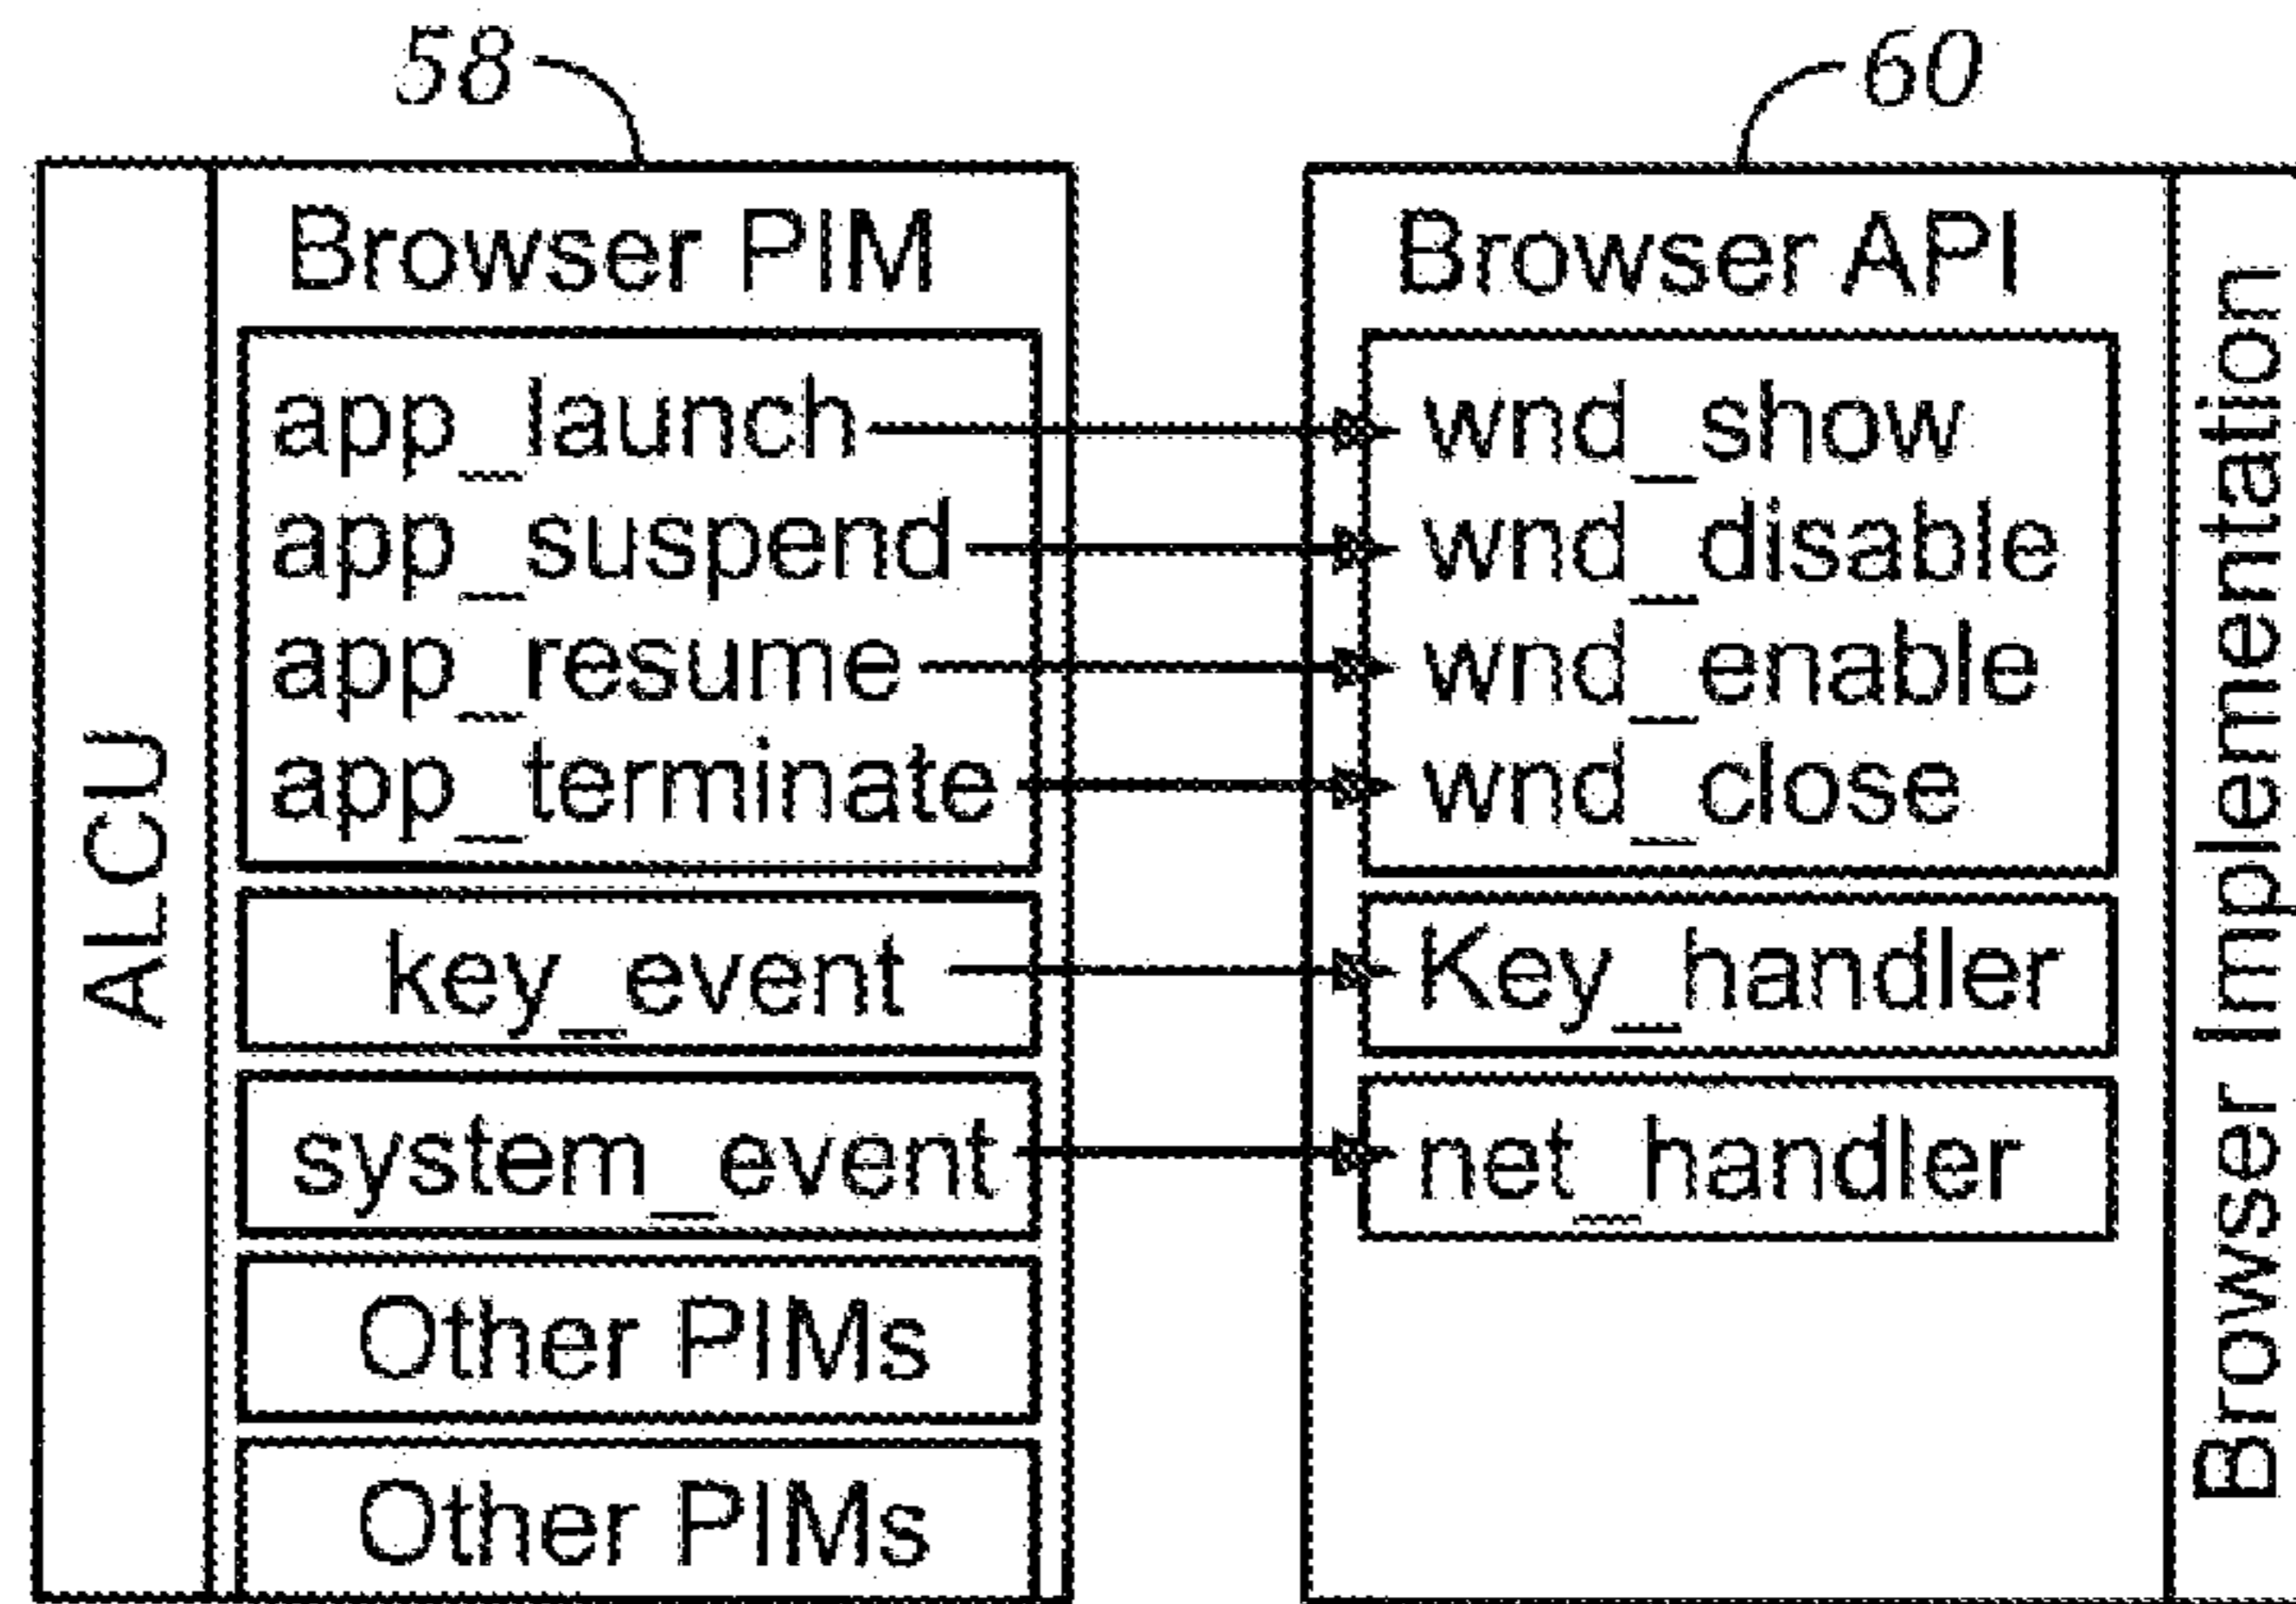 58
60
ALCU
Browser PIM
app_launch
app_suspend
app_resume
app_terminate
key_event
system_event
Other PIMs
Other PIMs
Browser API
wnd_show
wnd_disable
wnd_enable
wnd_close
Key_handler
net_handler
Browser Implementation